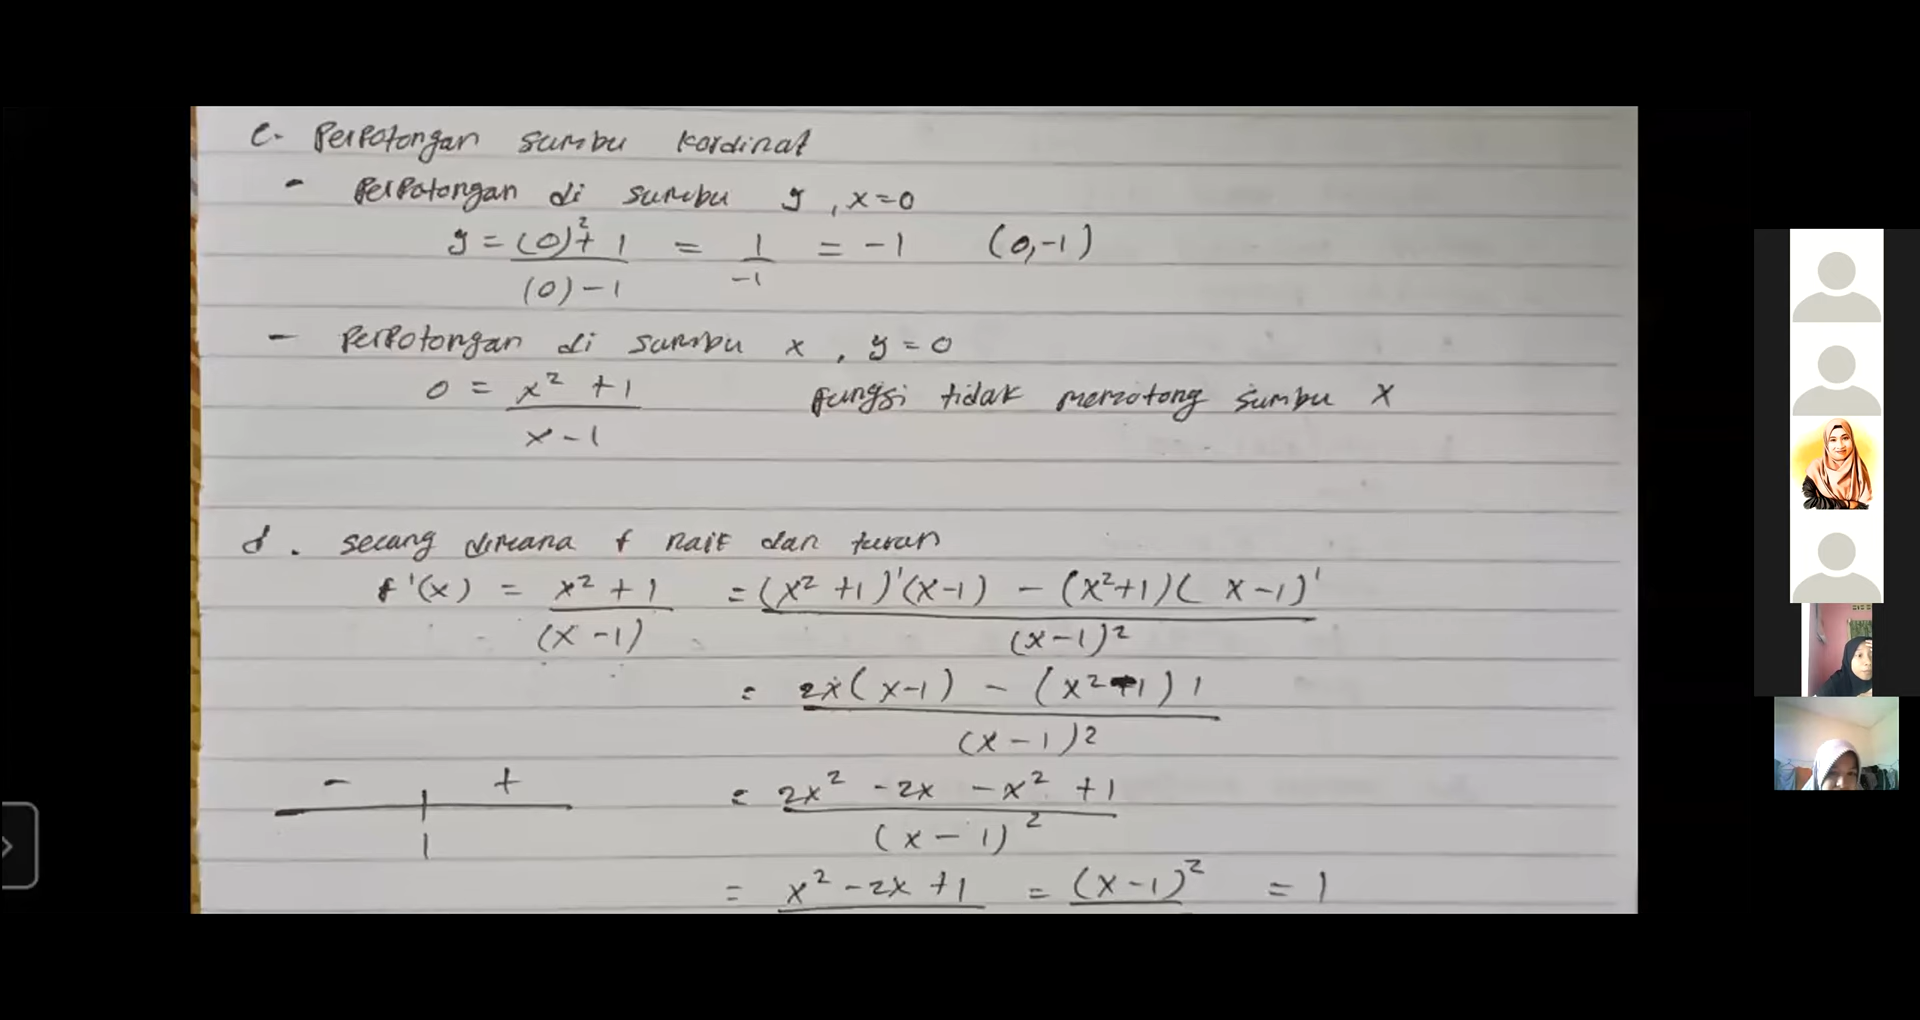 c. Perpotongan sumbu kordinat
- Perpotongan di sumbu y, x=0
y = (0)²+1 / (0)-1 = 1 / -1 = -1 (0,-1)
- Perpotongan di sumbu x, y=0
0 = x²+1 / x-1 fungsi tidak memotong sumbu x
d. secang dimana f naik dan turun
f'(x) = x²+1 / (x-1) = (x²+1)'(x-1) - (x²+1)(x-1)' / (x-1)²
= 2x(x-1) - (x²+1)1 / (x-1)²
- +
1
= 2x² - 2x - x² + 1 / (x-1)²
= x² - 2x + 1 = (x-1)² = 1